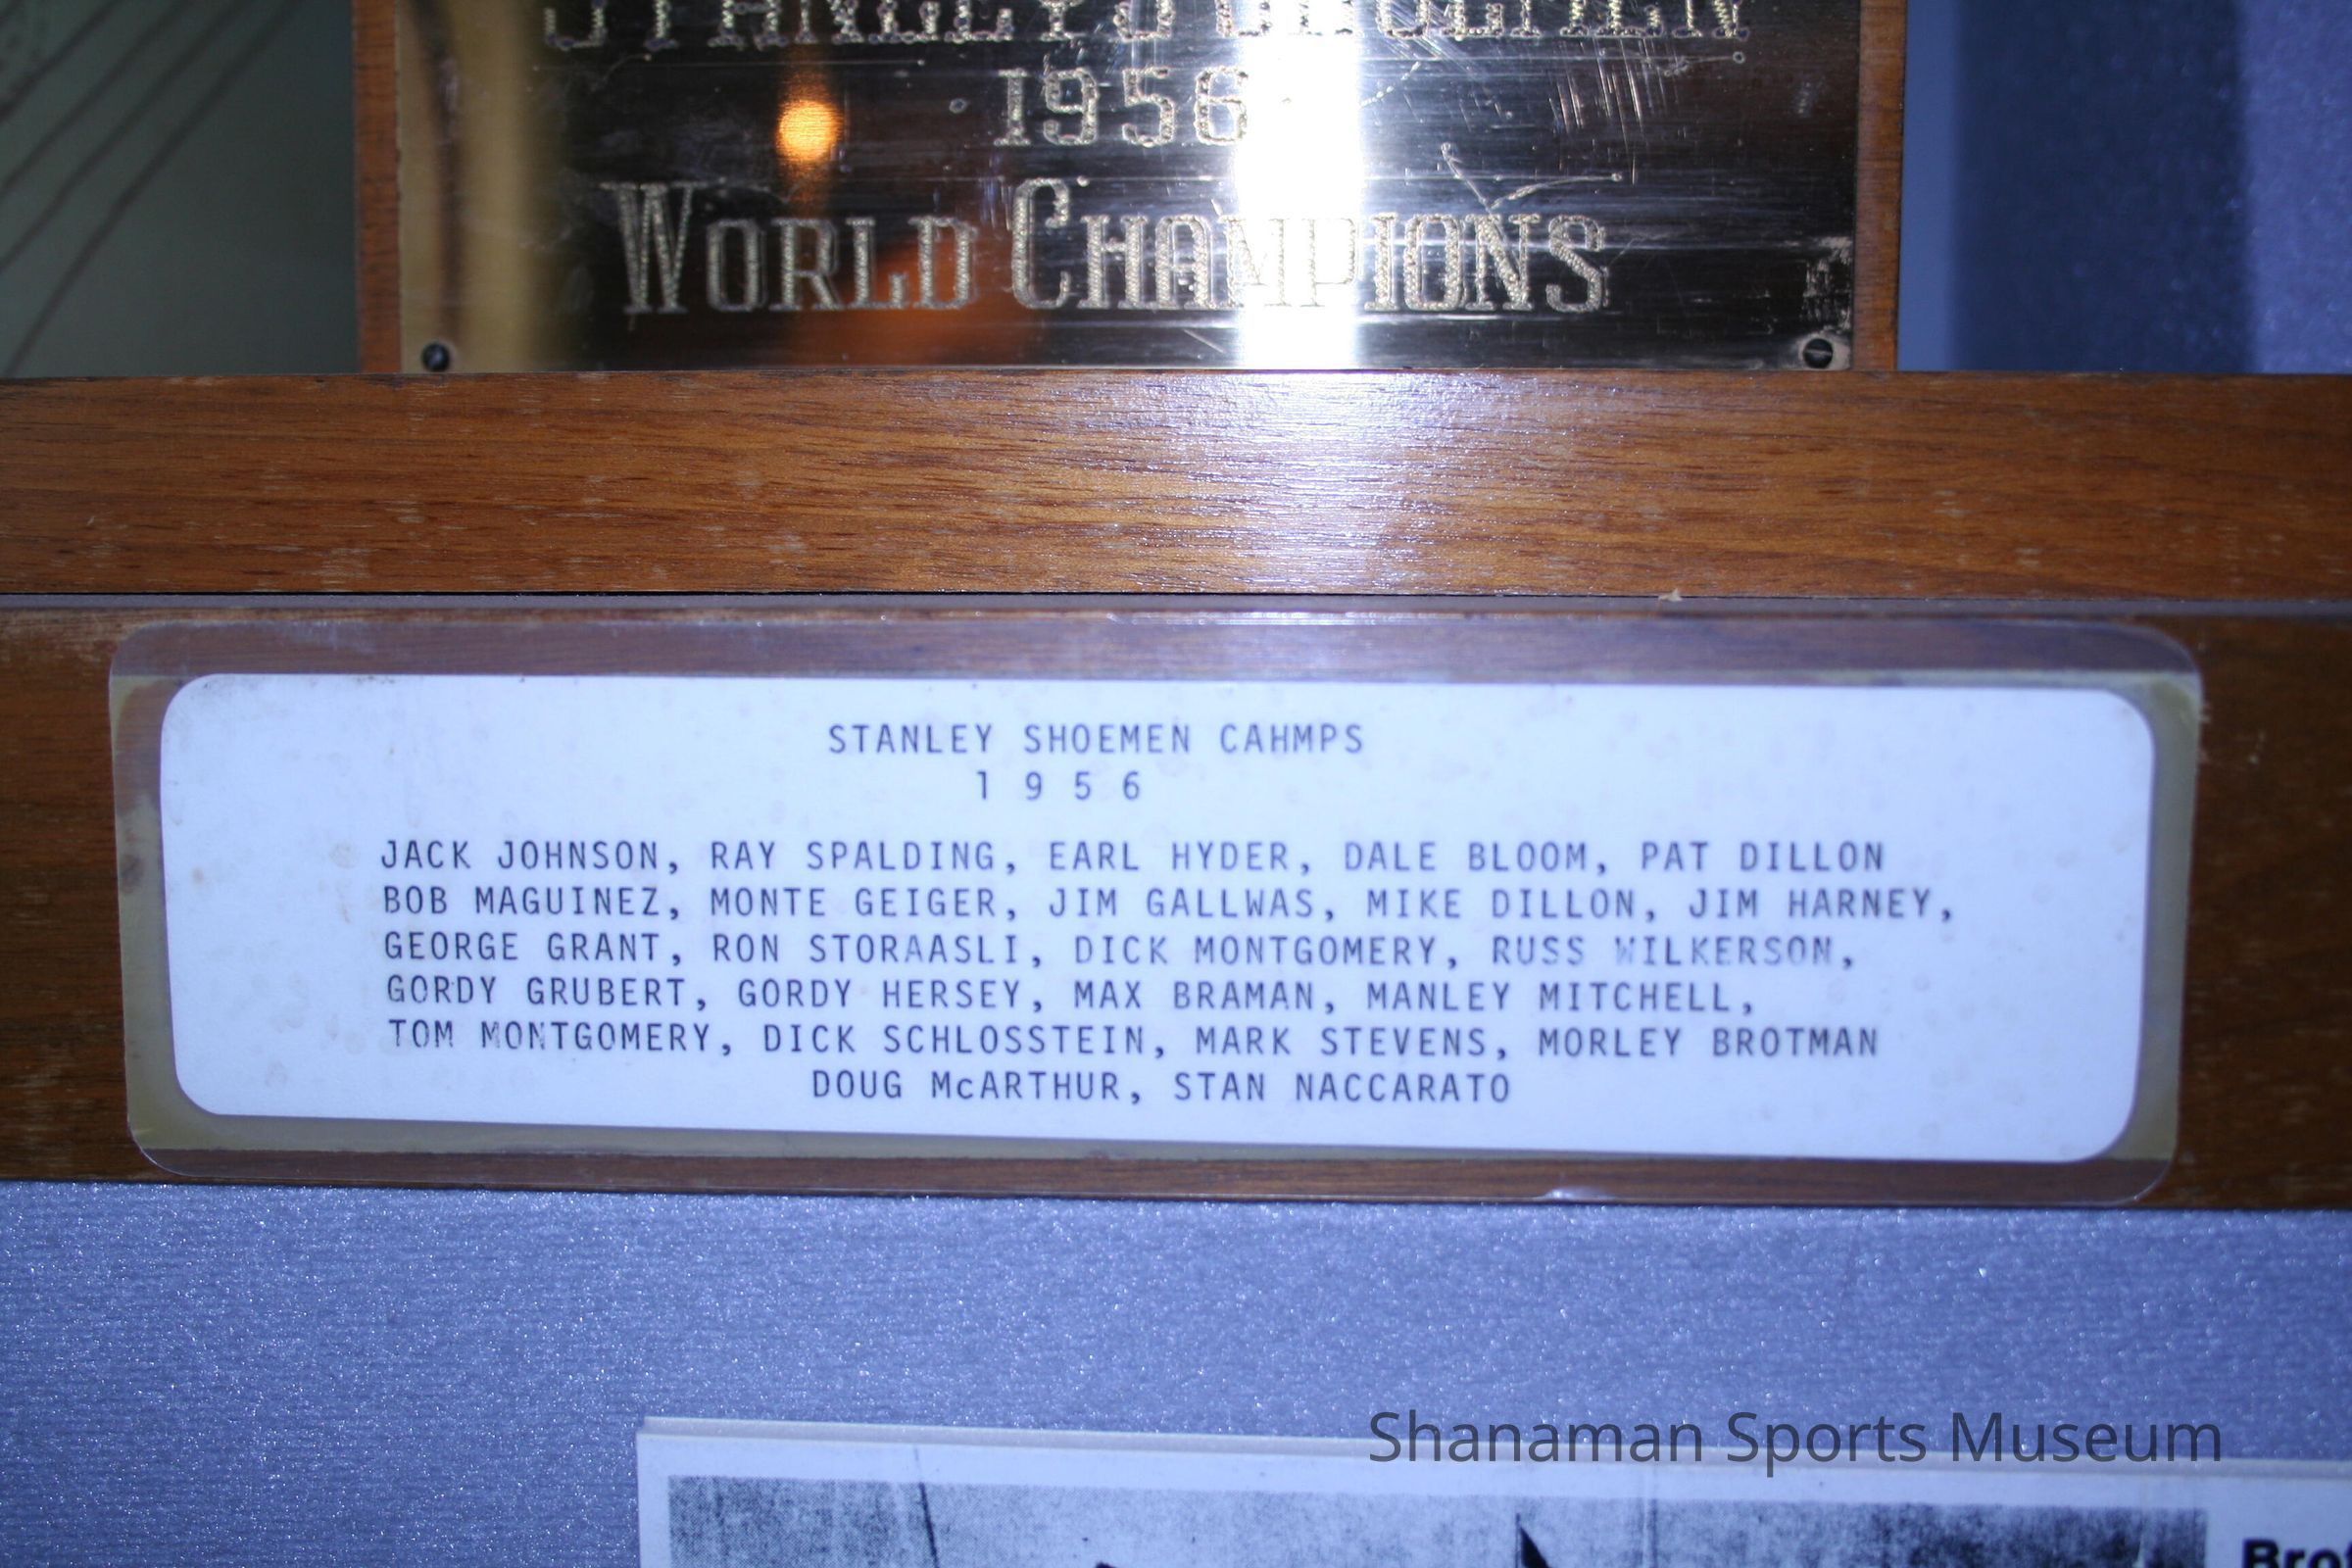 STANLEY'S SHOEMEN
1956
WORLD CHAMPIONS
STANLEY SHOEMEN CAHMPS
1 9 5 6
JACK JOHNSON, RAY SPALDING, EARL HYDER, DALE BLOOM, PAT DILLON
BOB MAGUINEZ, MONTE GEIGER, JIM GALLWAS, MIKE DILLON, JIM HARNEY,
GEORGE GRANT, RON STORAASLI, DICK MONTGOMERY, RUSS WILKERSON,
GORDY GRUBERT, GORDY HERSEY, MAX BRAMAN, MANLEY MITCHELL,
TOM MONTGOMERY, DICK SCHLOSSTEIN, MARK STEVENS, MORLEY BROTMAN
DOUG McARTHUR, STAN NACCARATO
Shanaman Sports Museum